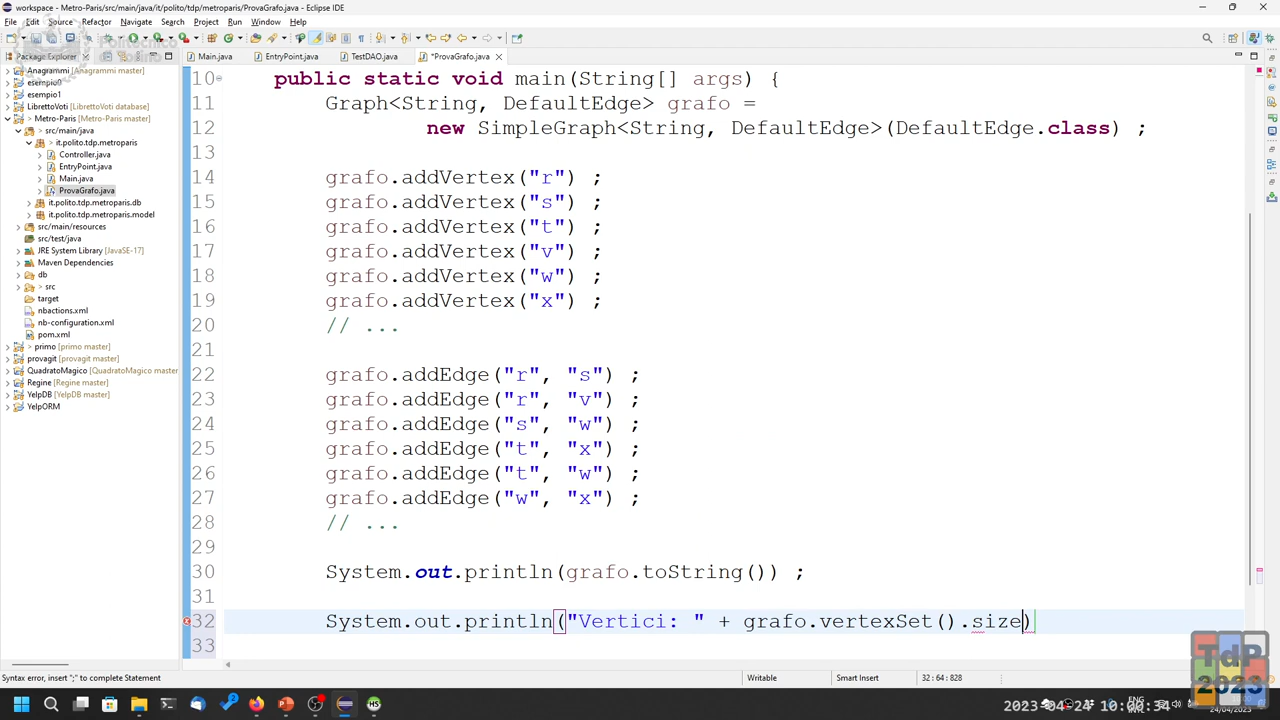 workspace - Metro-Paris/src/main/java/it/polito/tdp/metroparis/ProvaGrafo.java - Eclipse IDE
File Edit Source Refactor Navigate Search Project Run Window Help
Package Explorer
Main.java EntryPoint.java TestDAO.java *ProvaGrafo.java
Anagrammi [Anagrammi master]
esempio0
esempio1
LibrettoVoti [LibrettoVoti database]
> Metro-Paris [Metro-Paris master]
> src/main/java
> it.polito.tdp.metroparis
> Controller.java
EntryPoint.java
Main.java
ProvaGrafo.java
it.polito.tdp.metroparis.db
> it.polito.tdp.metroparis.model
src/main/resources
src/test/java
JRE System Library [JavaSE-17]
Maven Dependencies
db
> src
target
nbactions.xml
nb-configuration.xml
pom.xml
> primo [primo master]
provagit [provagit master]
QuadratoMagico [QuadratoMagico master]
Regine [Regine master]
YelpDB [YelpDB master]
YelpORM
10 public static void main(String[] args) {
11 Graph<String, DefaultEdge> grafo =
12 new SimpleGraph<String, DefaultEdge>(DefaultEdge.class) ;
13
14 grafo.addVertex("r") ;
15 grafo.addVertex("s") ;
16 grafo.addVertex("t") ;
17 grafo.addVertex("v") ;
18 grafo.addVertex("w") ;
19 grafo.addVertex("x") ;
20 // ...
21
22 grafo.addEdge("r", "s") ;
23 grafo.addEdge("r", "v") ;
24 grafo.addEdge("s", "w") ;
25 grafo.addEdge("t", "x") ;
26 grafo.addEdge("t", "w") ;
27 grafo.addEdge("w", "x") ;
28 // ...
29
30 System.out.println(grafo.toString()) ;
31
32 System.out.println("Vertici: " + grafo.vertexSet().size)
33
Syntax error, insert ";" to complete Statement
Writable
Smart Insert
32 : 64 : 828
TdP
2023
ENG
2023-04-24 10:00:31
24/04/2023